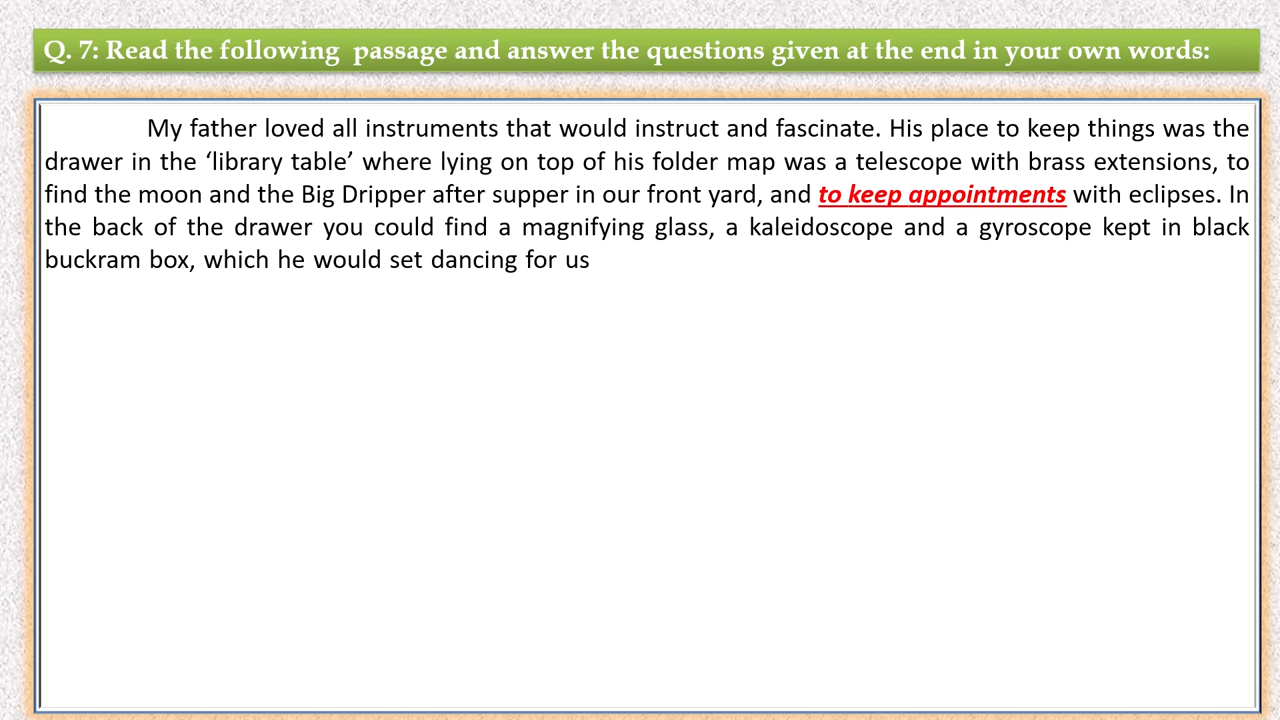 Q. 7: Read the following  passage and answer the questions given at the end in your own words:
My father loved all instruments that would instruct and fascinate. His place to keep things was the
drawer in the ‘library table’ where lying on top of his folder map was a telescope with brass extensions, to
find the moon and the Big Dripper after supper in our front yard, and to keep appointments with eclipses. In
the back of the drawer you could find a magnifying glass, a kaleidoscope and a gyroscope kept in black
buckram box, which he would set dancing for us